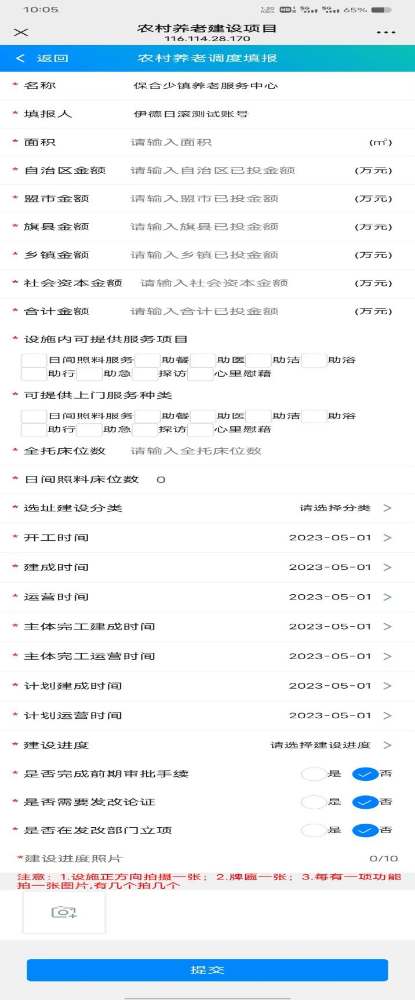 10:05 1.30 KB/s HD 1 2 5G 5G 65%
农村养老建设项目
116.114.28.170
返回 农村养老调度填报
* 名称 保合少镇养老服务中心
* 填报人 伊德日滚测试账号
* 面积 请输入面积 (㎡)
* 自治区金额 请输入自治区已投金额 (万元)
* 盟市金额 请输入盟市已投金额 (万元)
* 旗县金额 请输入旗县已投金额 (万元)
* 乡镇金额 请输入乡镇已投金额 (万元)
* 社会资本金额 请输入社会资本金额 (万元)
* 合计金额 请输入合计已投金额 (万元)
* 设施内可提供服务项目
日间照料服务 助餐 助医 助洁 助浴
助行 助急 探访 心里慰藉
* 可提供上门服务种类
日间照料服务 助餐 助医 助洁 助浴
助行 助急 探访 心里慰藉
* 全托床位数 请输入全托床位数
* 日间照料床位数 0
* 选址建设分类 请选择分类 >
* 开工时间 2023-05-01 >
* 建成时间 2023-05-01 >
* 运营时间 2023-05-01 >
* 主体完工建成时间 2023-05-01 >
* 主体完工运营时间 2023-05-01 >
* 计划建成时间 2023-05-01 >
* 计划运营时间 2023-05-01 >
* 建设进度 请选择建设进度 >
* 是否完成前期审批手续 是 否
* 是否需要发改论证 是 否
* 是否在发改部门立项 是 否
*建设进度照片 0/10
注意：1.设施正方向拍摄一张；2.牌匾一张；3.每有一项功能
拍一张图片,有几个拍几个
提交